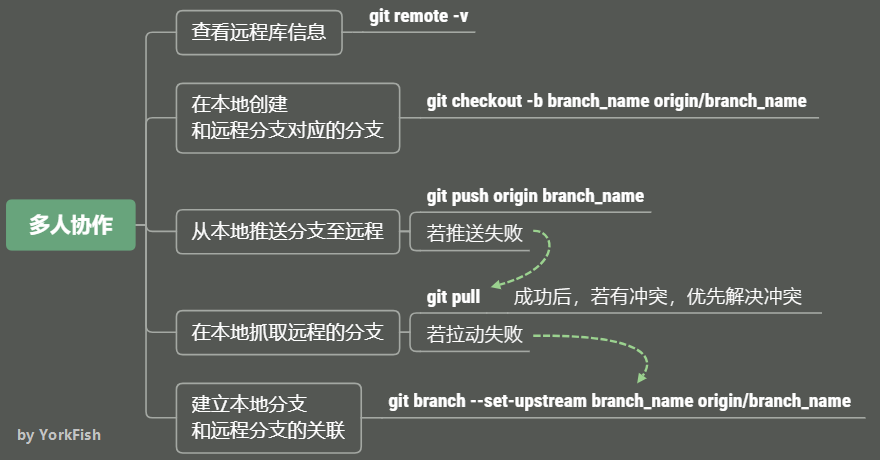 查看远程库信息
git remote -v
在本地创建
和远程分支对应的分支
git checkout -b branch_name origin/branch_name
多人协作
从本地推送分支至远程
git push origin branch_name
若推送失败
在本地抓取远程的分支
git pull 成功后，若有冲突，优先解决冲突
若拉动失败
建立本地分支
和远程分支的关联
git branch --set-upstream branch_name origin/branch_name
by YorkFish